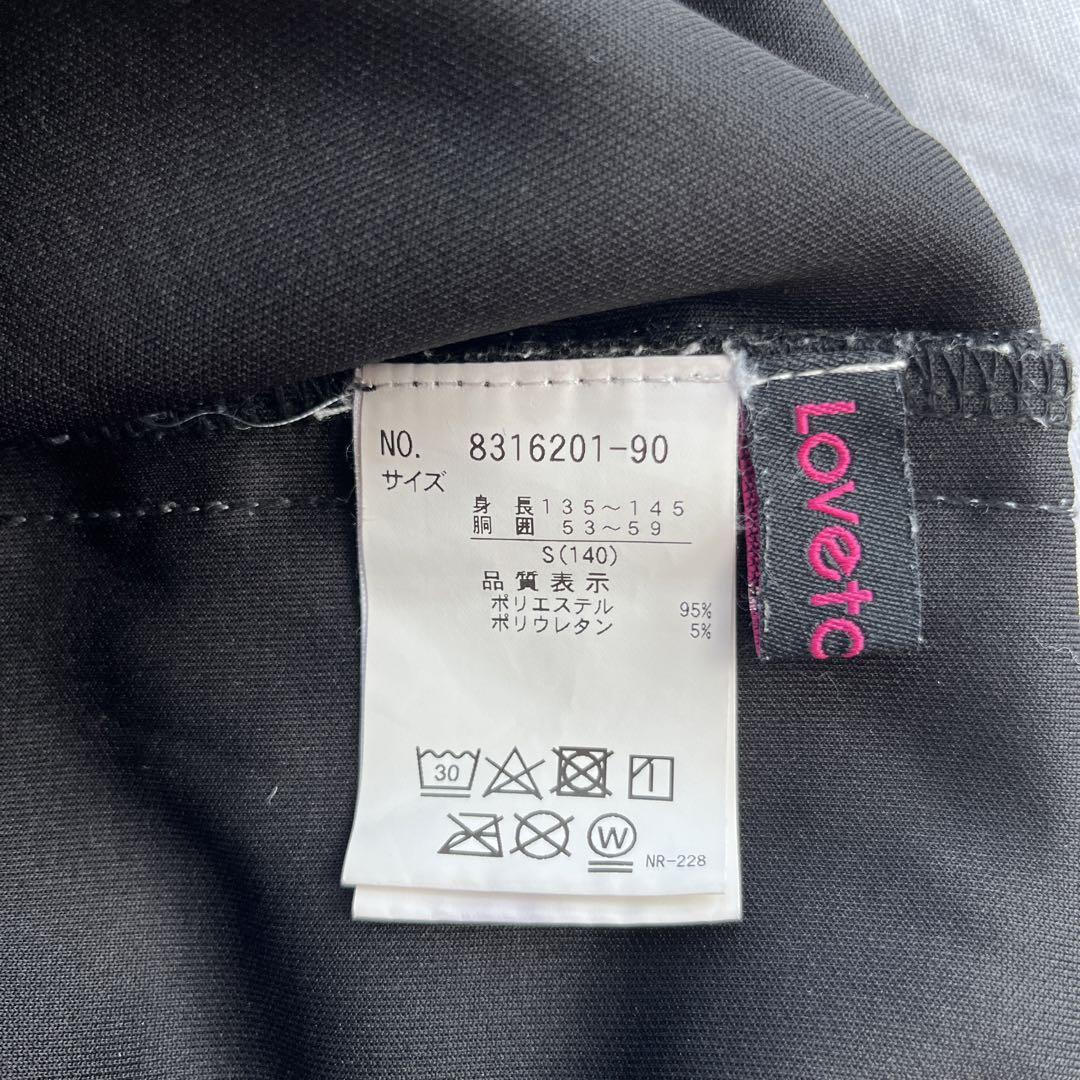 NO. 8316201-90
サイズ
身 長 135～145
胴 囲 53～59
S(140)
品質表示
ポリエステル 95%
ポリウレタン 5%
30
W
NR-228
Lovetc